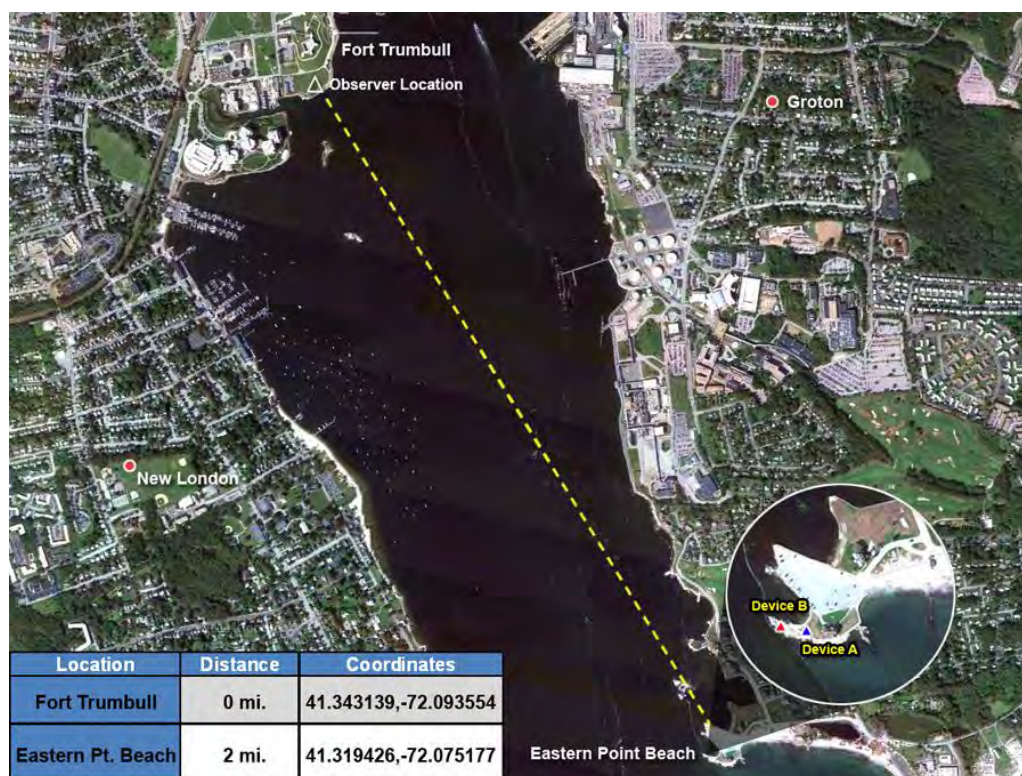 Fort Trumbull
Observer Location
Groton
New London
Device B
Device A
Location Distance Coordinates
Fort Trumbull 0 mi. 41.343139,-72.093554
Eastern Pt. Beach 2 mi. 41.319426,-72.075177
Eastern Point Beach